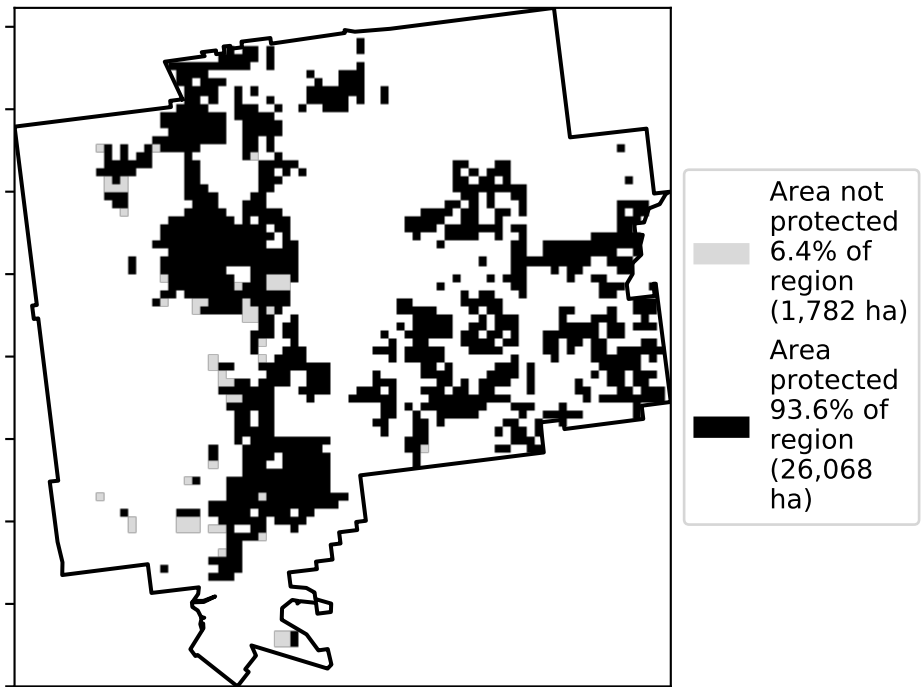 Area not
protected
6.4% of
region
(1,782 ha)
Area
protected
93.6% of
region
(26,068
ha)